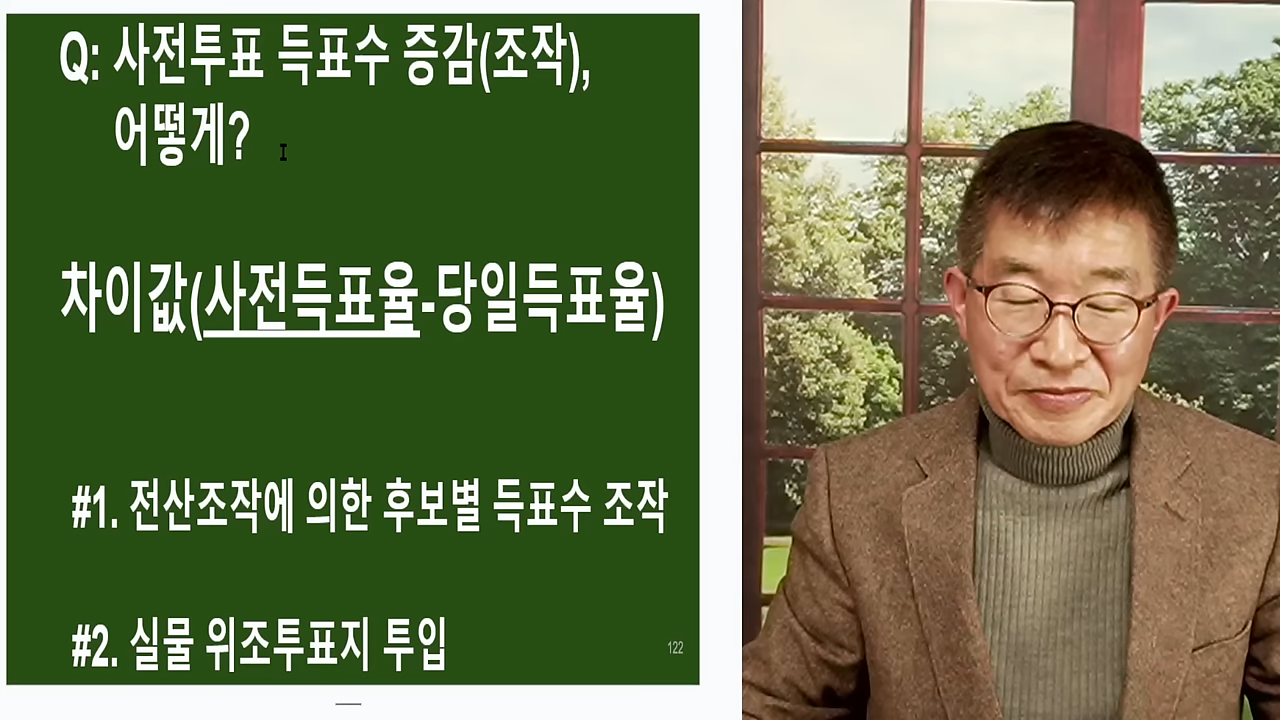 Q: 사전투표 득표수 증감(조작),
어떻게?
차이값(사전득표율-당일득표율)
#1. 전산조작에 의한 후보별 득표수 조작
#2. 실물 위조투표지 투입
122